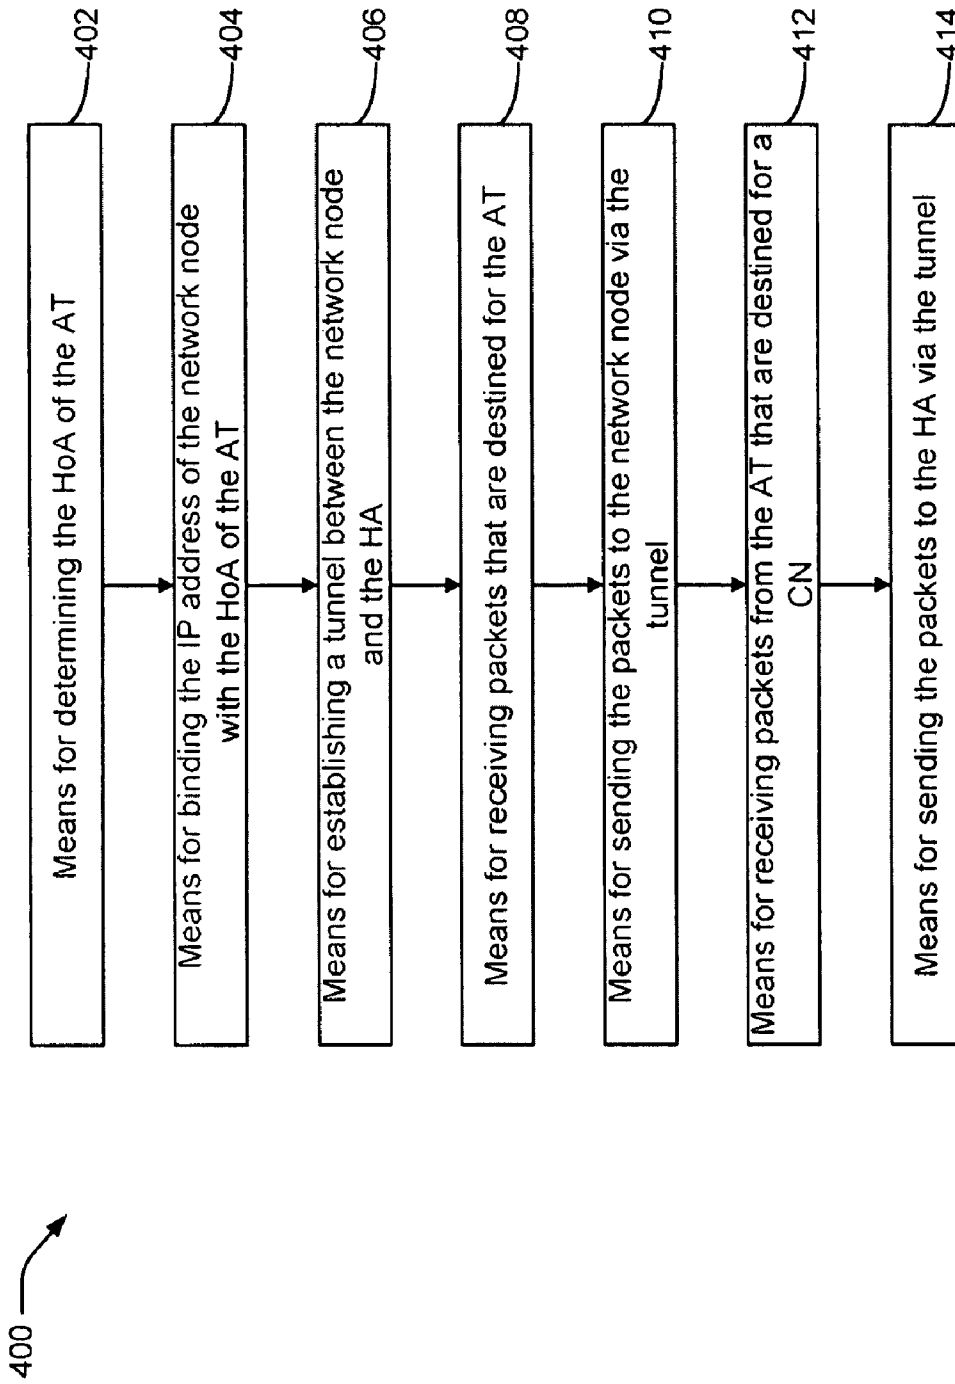 400
Means for determining the HoA of the AT
402
Means for binding the IP address of the network node
with the HoA of the AT
404
Means for establishing a tunnel between the network node
and the HA
406
Means for receiving packets that are destined for the AT
408
Means for sending the packets to the network node via the
tunnel
410
Means for receiving packets from the AT that are destined for a
CN
412
Means for sending the packets to the HA via the tunnel
414